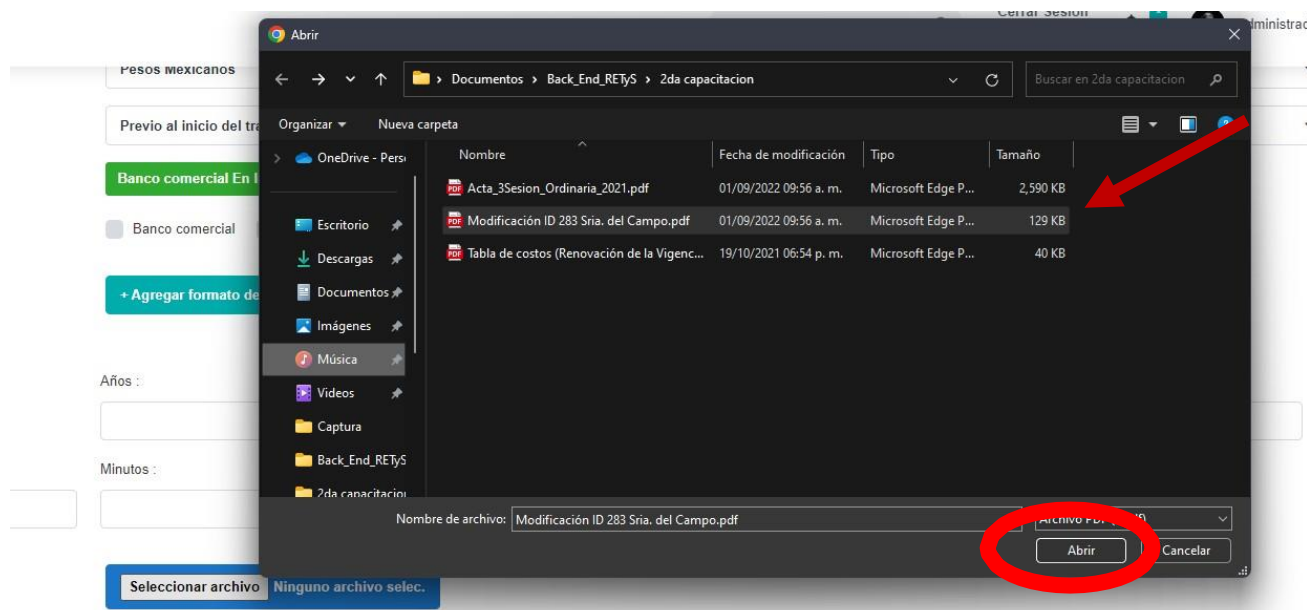 Cerrar Sesión
dministrac
Abrir
Pesos Mexicanos
Documentos > Back_End_RETyS > 2da capacitacion
Buscar en 2da capacitacion
Previo al inicio del tr
Organizar
Nueva carpeta
OneDrive - Pers
Nombre
Fecha de modificación
Tipo
Tamaño
Banco comercial En l
Acta_3Sesion_Ordinaria_2021.pdf 01/09/2022 09:56 a. m. Microsoft Edge P... 2,590 KB
Banco comercial
Escritorio
Modificación ID 283 Sria. del Campo.pdf 01/09/2022 09:56 a. m. Microsoft Edge P... 129 KB
Descargas
Tabla de costos (Renovación de la Vigenc... 19/10/2021 06:54 p. m. Microsoft Edge P... 40 KB
+ Agregar formato de
Documentos
Imágenes
Música
Años :
Videos
Captura
Minutos :
Back_End_RETyS
2da capacitacion
Nombre de archivo: Modificación ID 283 Sria. del Campo.pdf
Archivo
Abrir
Cancelar
Seleccionar archivo Ninguno archivo selec.